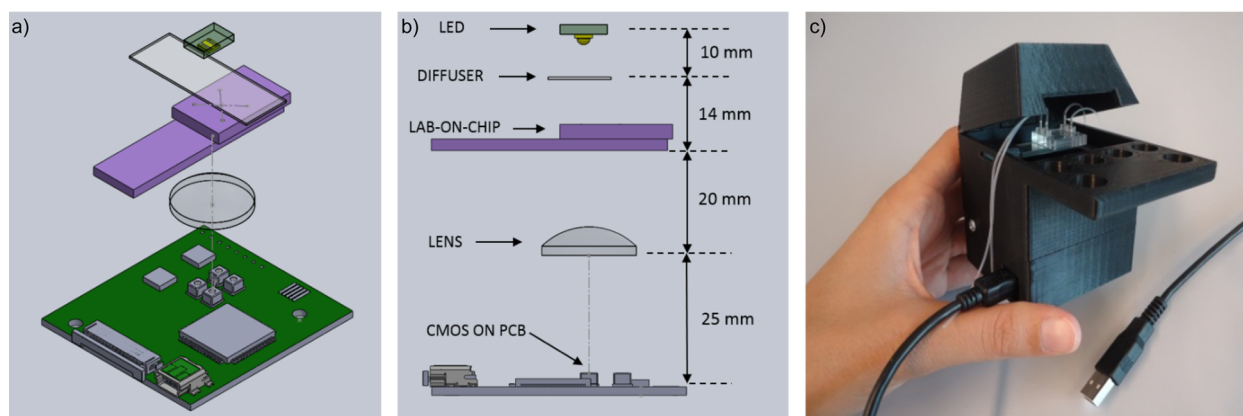 a)
b)
c)
LED
10 mm
DIFFUSER
14 mm
LAB-ON-CHIP
20 mm
LENS
25 mm
CMOS ON PCB